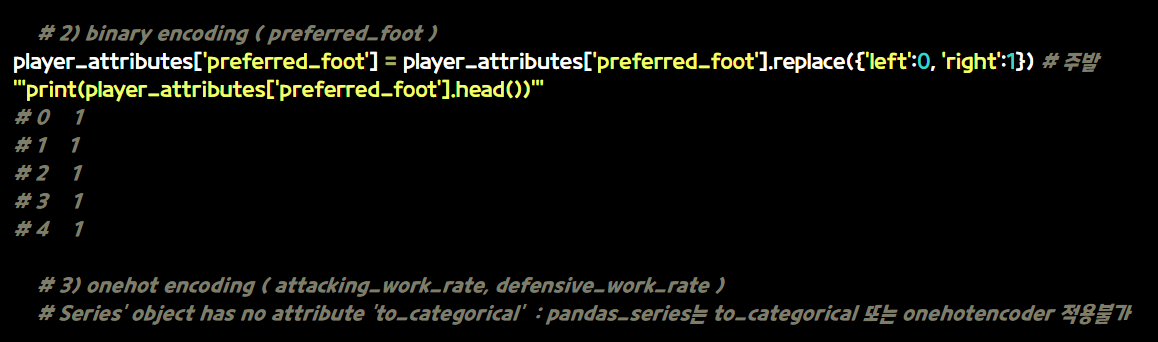 # 2) binary encoding ( preferred_foot )
player_attributes['preferred_foot'] = player_attributes['preferred_foot'].replace({'left':0, 'right':1}) # 주발
'''print(player_attributes['preferred_foot'].head())'''
# 0 1
# 1 1
# 2 1
# 3 1
# 4 1
# 3) onehot encoding ( attacking_work_rate, defensive_work_rate )
# Series' object has no attribute 'to_categorical' : pandas_series는 to_categorical 또는 onehotencoder 적용불가